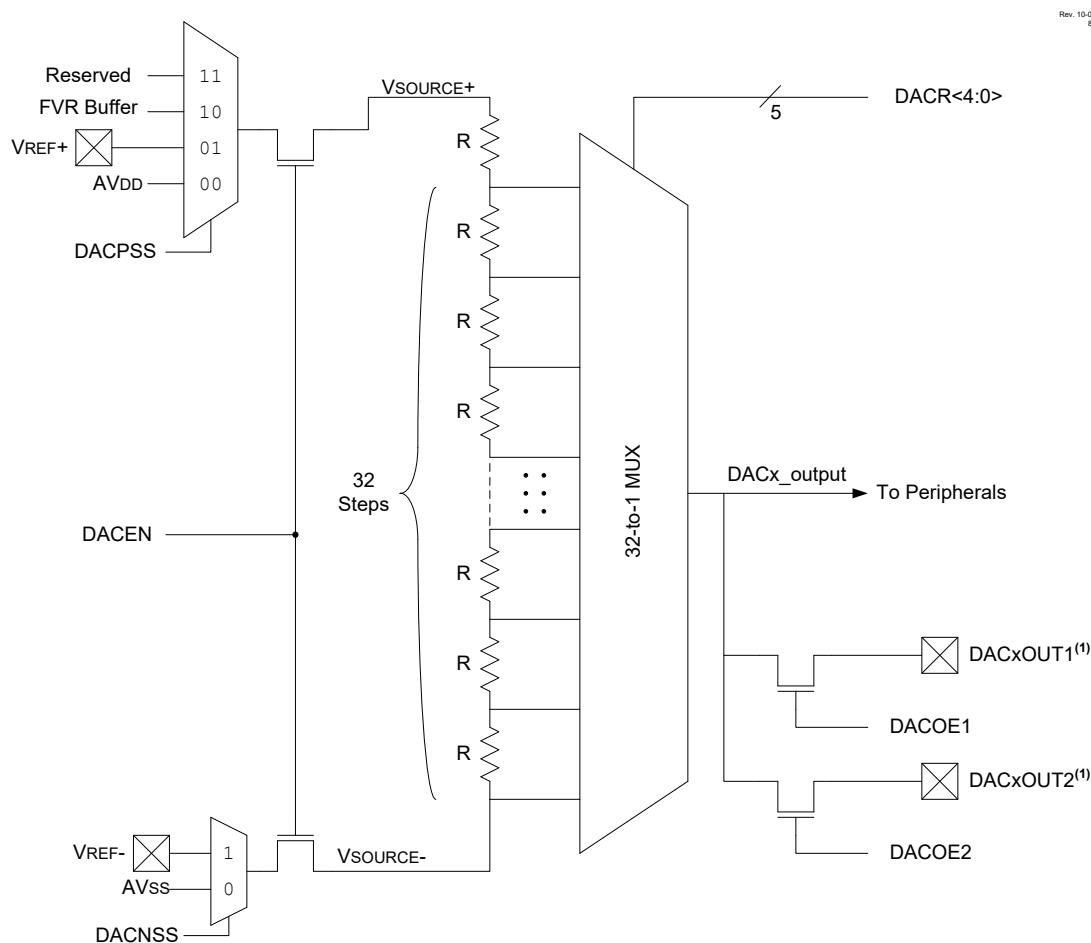 Rev. 10-0
Reserved
11
FVR Buffer
10
VREF+
01
AVDD
00
DACPSS
VSOURCE+
DACR<4:0>
5
R
R
R
R
32
Steps
32-to-1 MUX
DACx_output
To Peripherals
DACEN
R
R
R
DACxOUT1(1)
DACOE1
DACxOUT2(1)
DACOE2
VREF-
1
AVSS
0
VSOURCE-
DACNSS